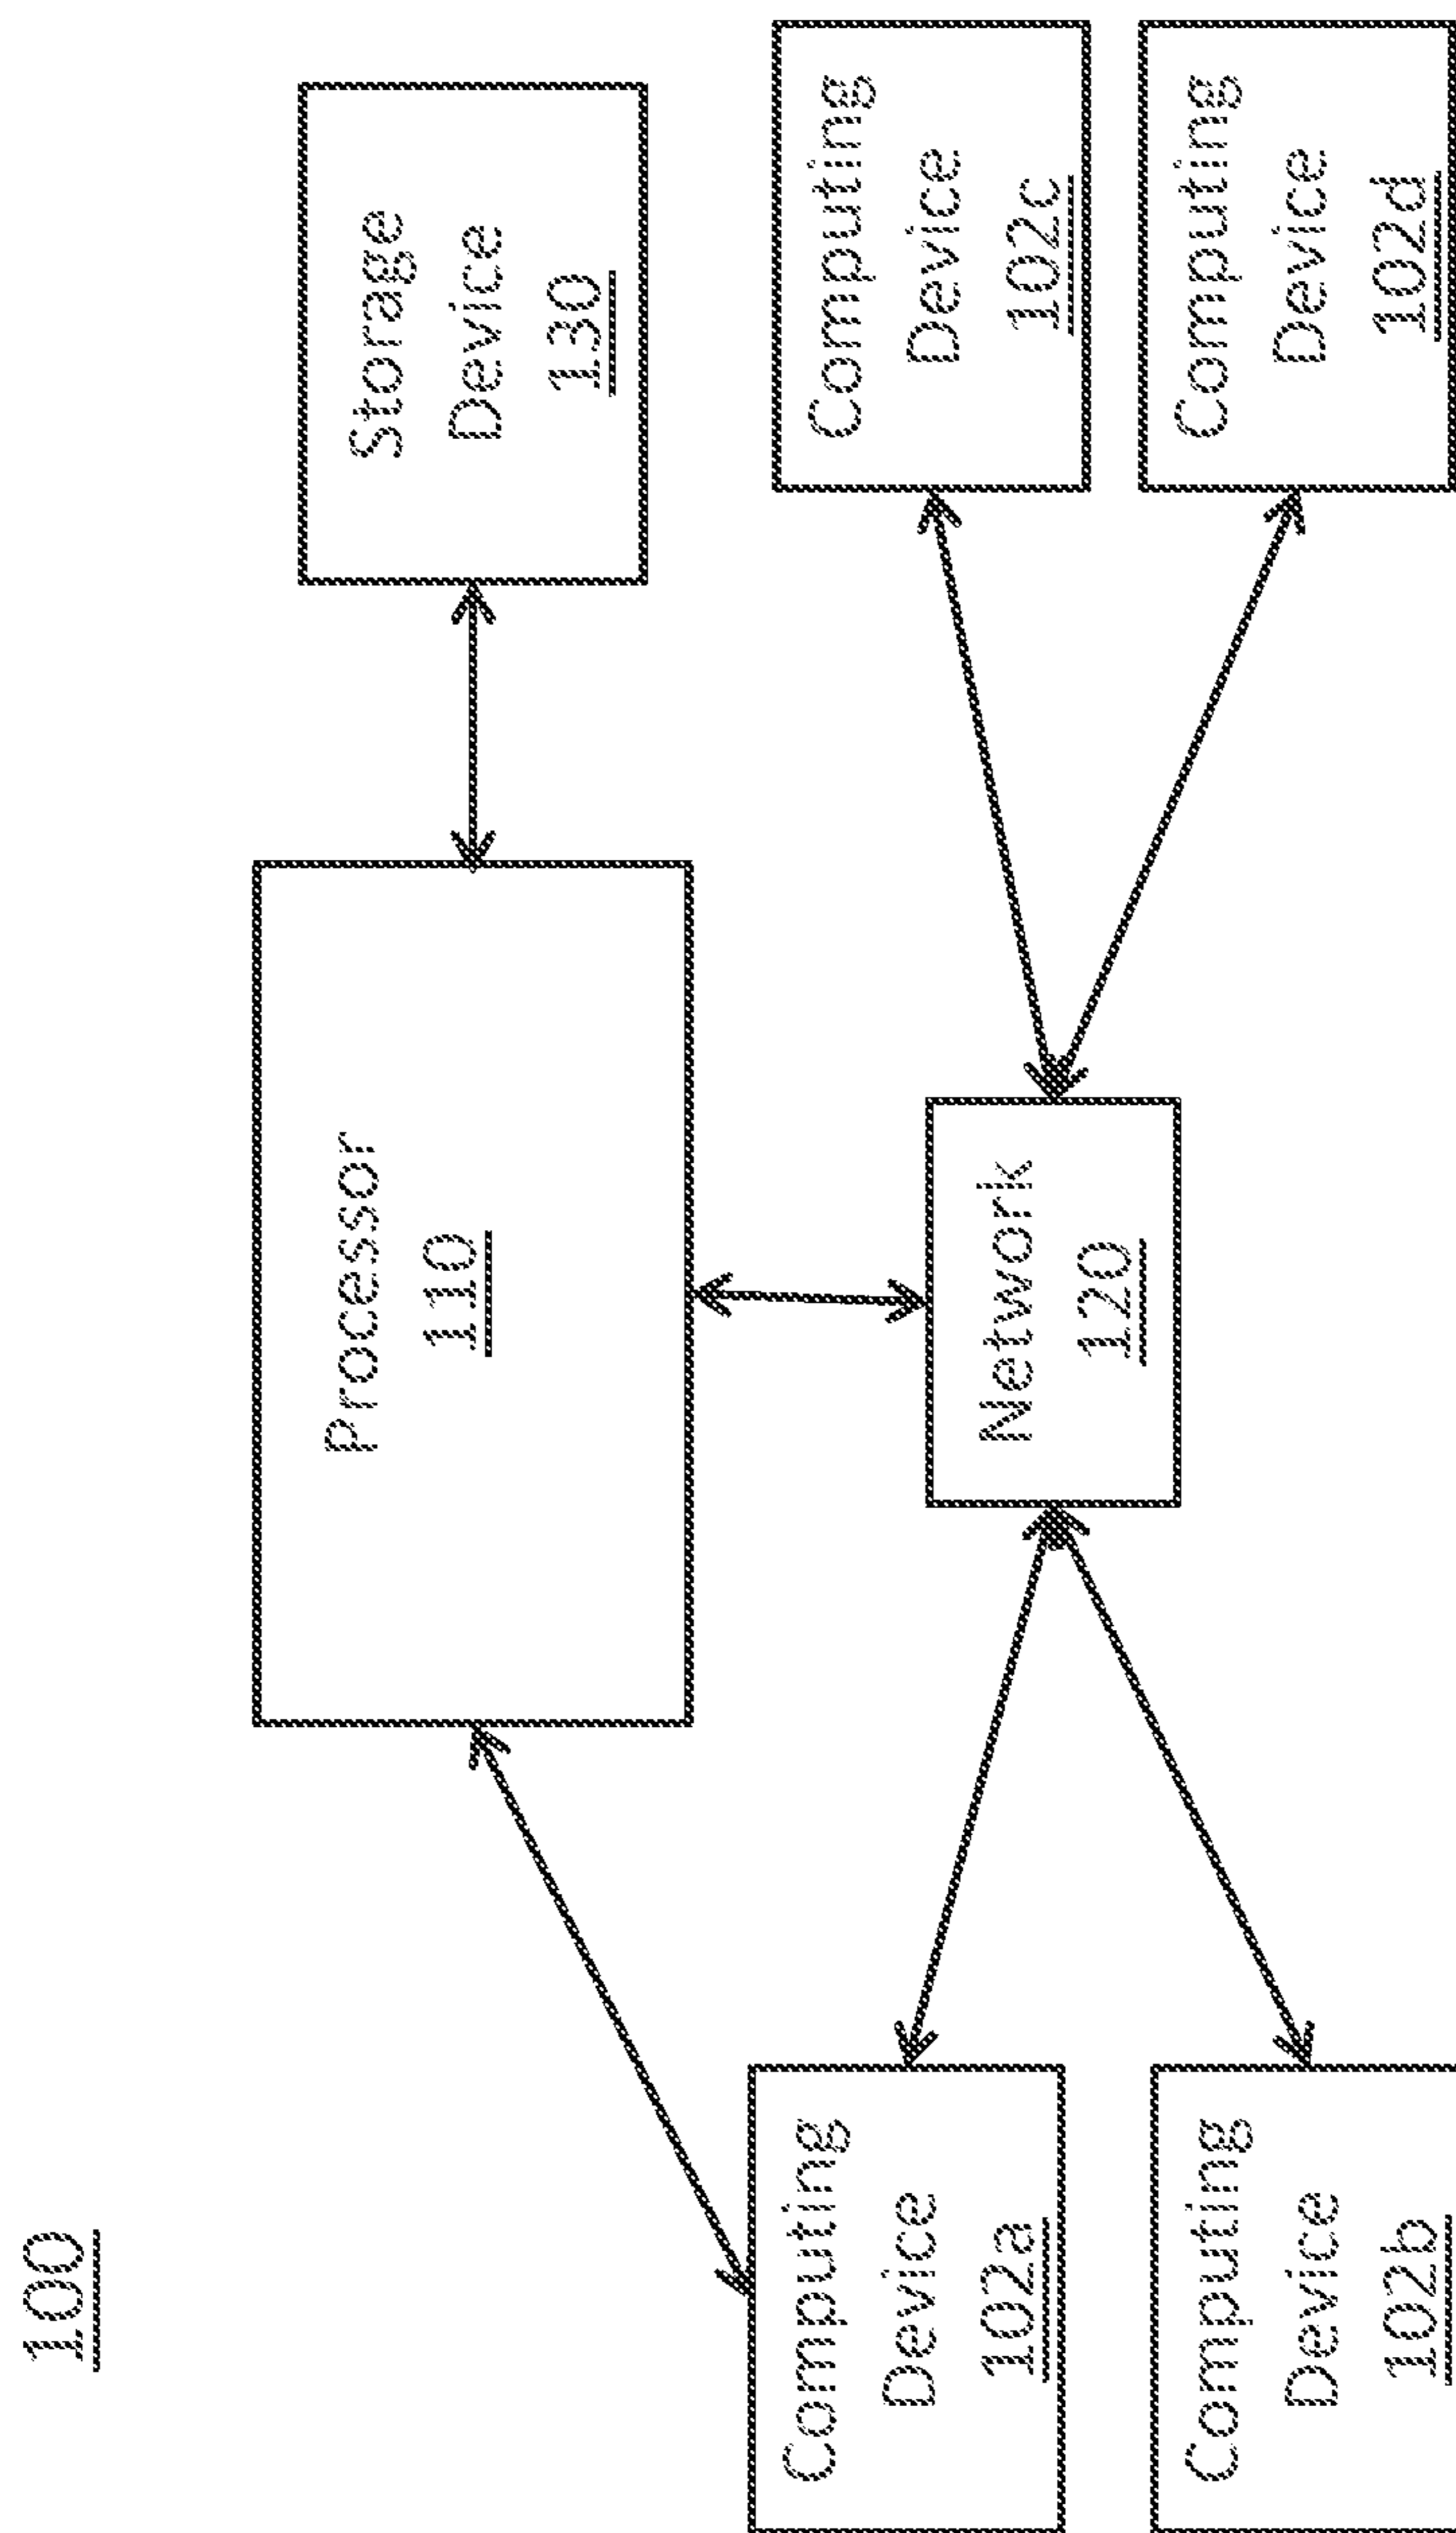 100
Processor
110
Storage
Device
130
Network
120
Computing
Device
102a
Computing
Device
102b
Computing
Device
102c
Computing
Device
102d